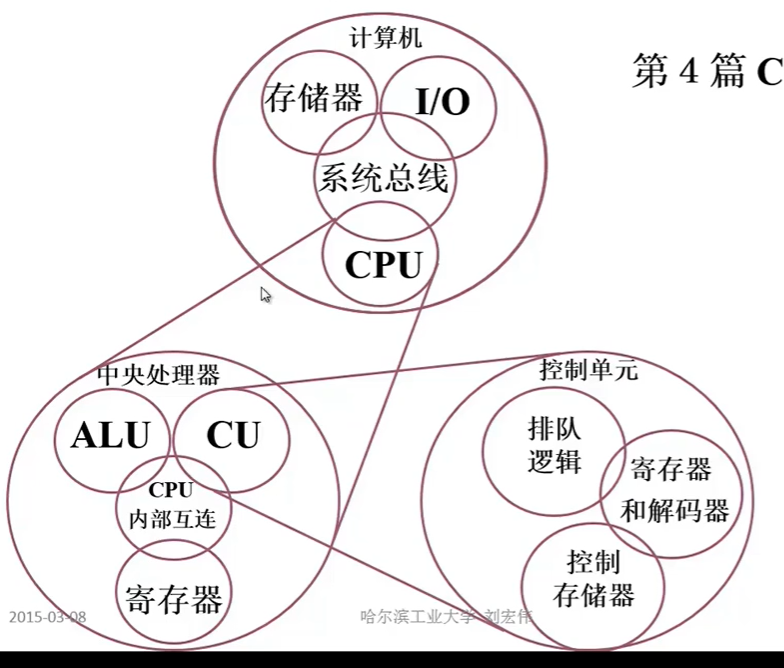 计算机
第 4 篇 C
存储器
I/O
系统总线
CPU
中央处理器
ALU
CU
CPU
内部互连
寄存器
控制单元
排队
逻辑
寄存器
和解码器
控制
存储器
2015-03-08
哈尔滨工业大学 刘宏伟